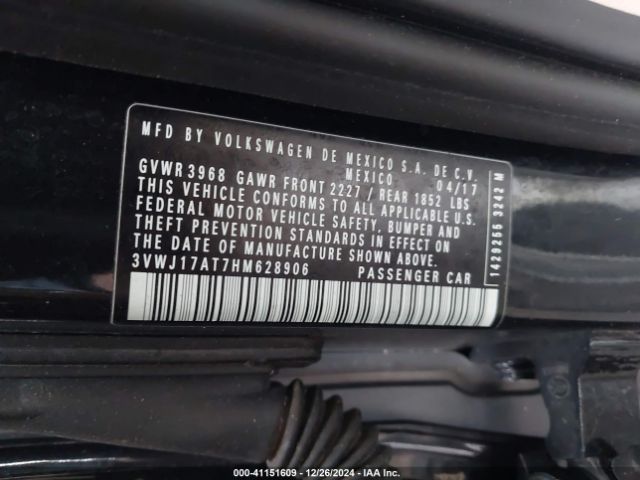 MFD BY VOLKSWAGEN DE MEXICO S.A. DE C.V.
MEXICO 04/17
GVWR 3968 GAWR FRONT 2227 / REAR 1852 LBS
THIS VEHICLE CONFORMS TO ALL APPLICABLE U.S.
FEDERAL MOTOR VEHICLE SAFETY, BUMPER AND
THEFT PREVENTION STANDARDS IN EFFECT ON
THE DATE OF MANUFACTURE SHOWN ABOVE.
3VWJ17AT7HM628906 PASSENGER CAR
1429255 3242 M
000-41151609 - 12/26/2024 - IAA Inc.